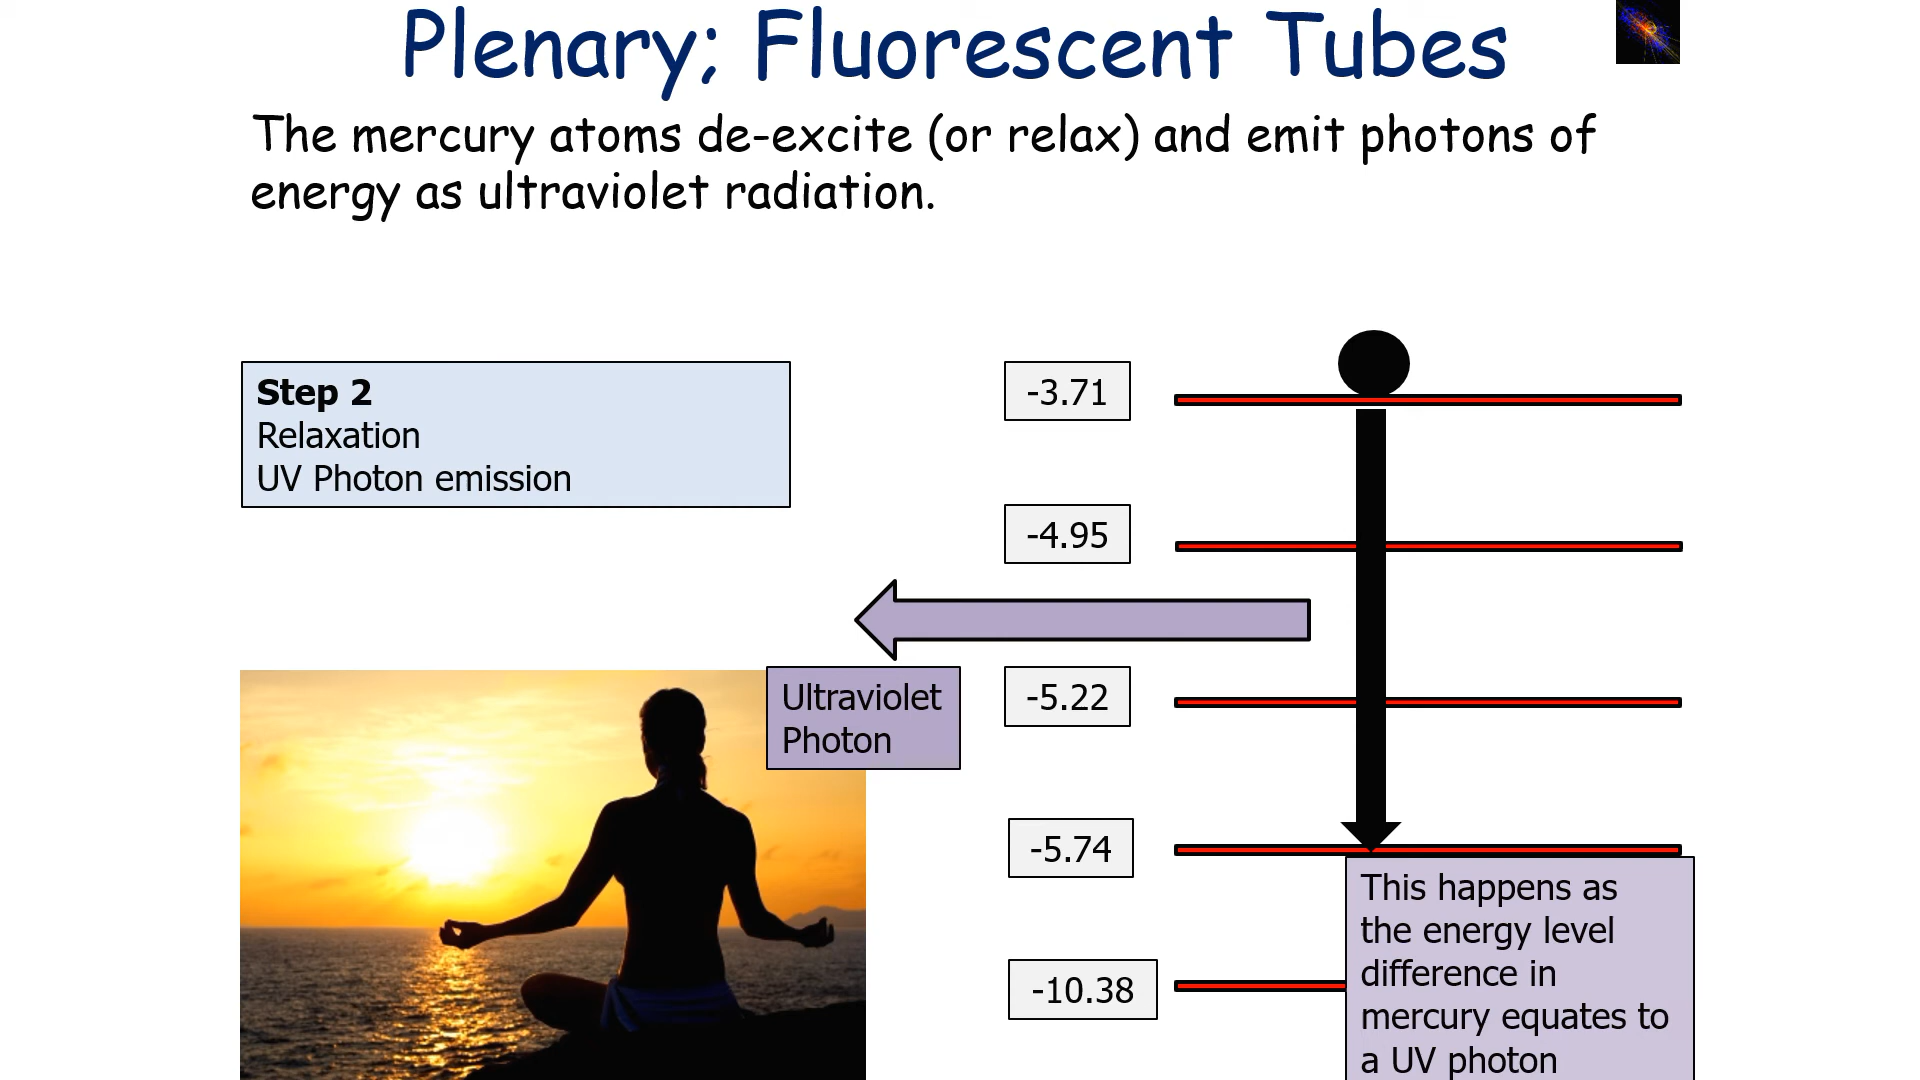 Plenary; Fluorescent Tubes
The mercury atoms de-excite (or relax) and emit photons of
energy as ultraviolet radiation.
Step 2
Relaxation
UV Photon emission
-3.71
-4.95
Ultraviolet
Photon
-5.22
-5.74
-10.38
This happens as
the energy level
difference in
mercury equates to
a UV photon